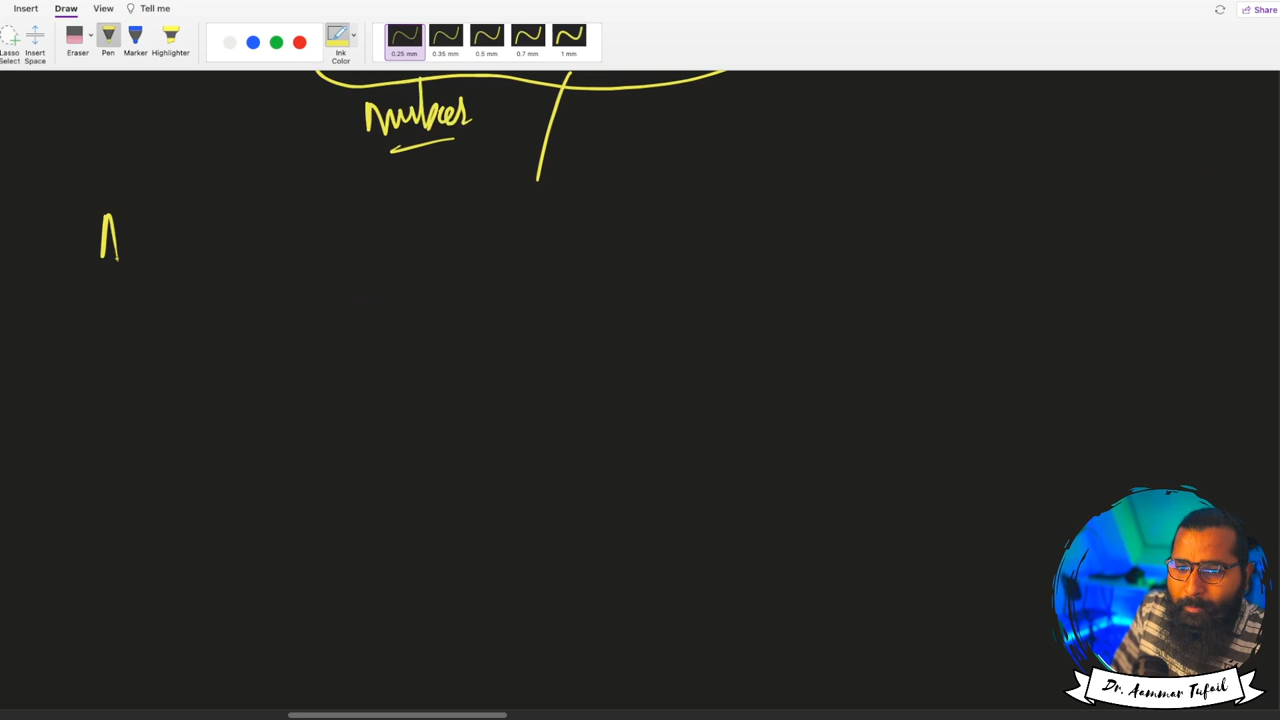 Insert Draw View Tell me Share
Lasso Select Insert Space Eraser Pen Marker Highlighter Ink Color 0.25 mm 0.35 mm 0.5 mm 0.7 mm 1 mm
N
Dr. Aammar Tufail